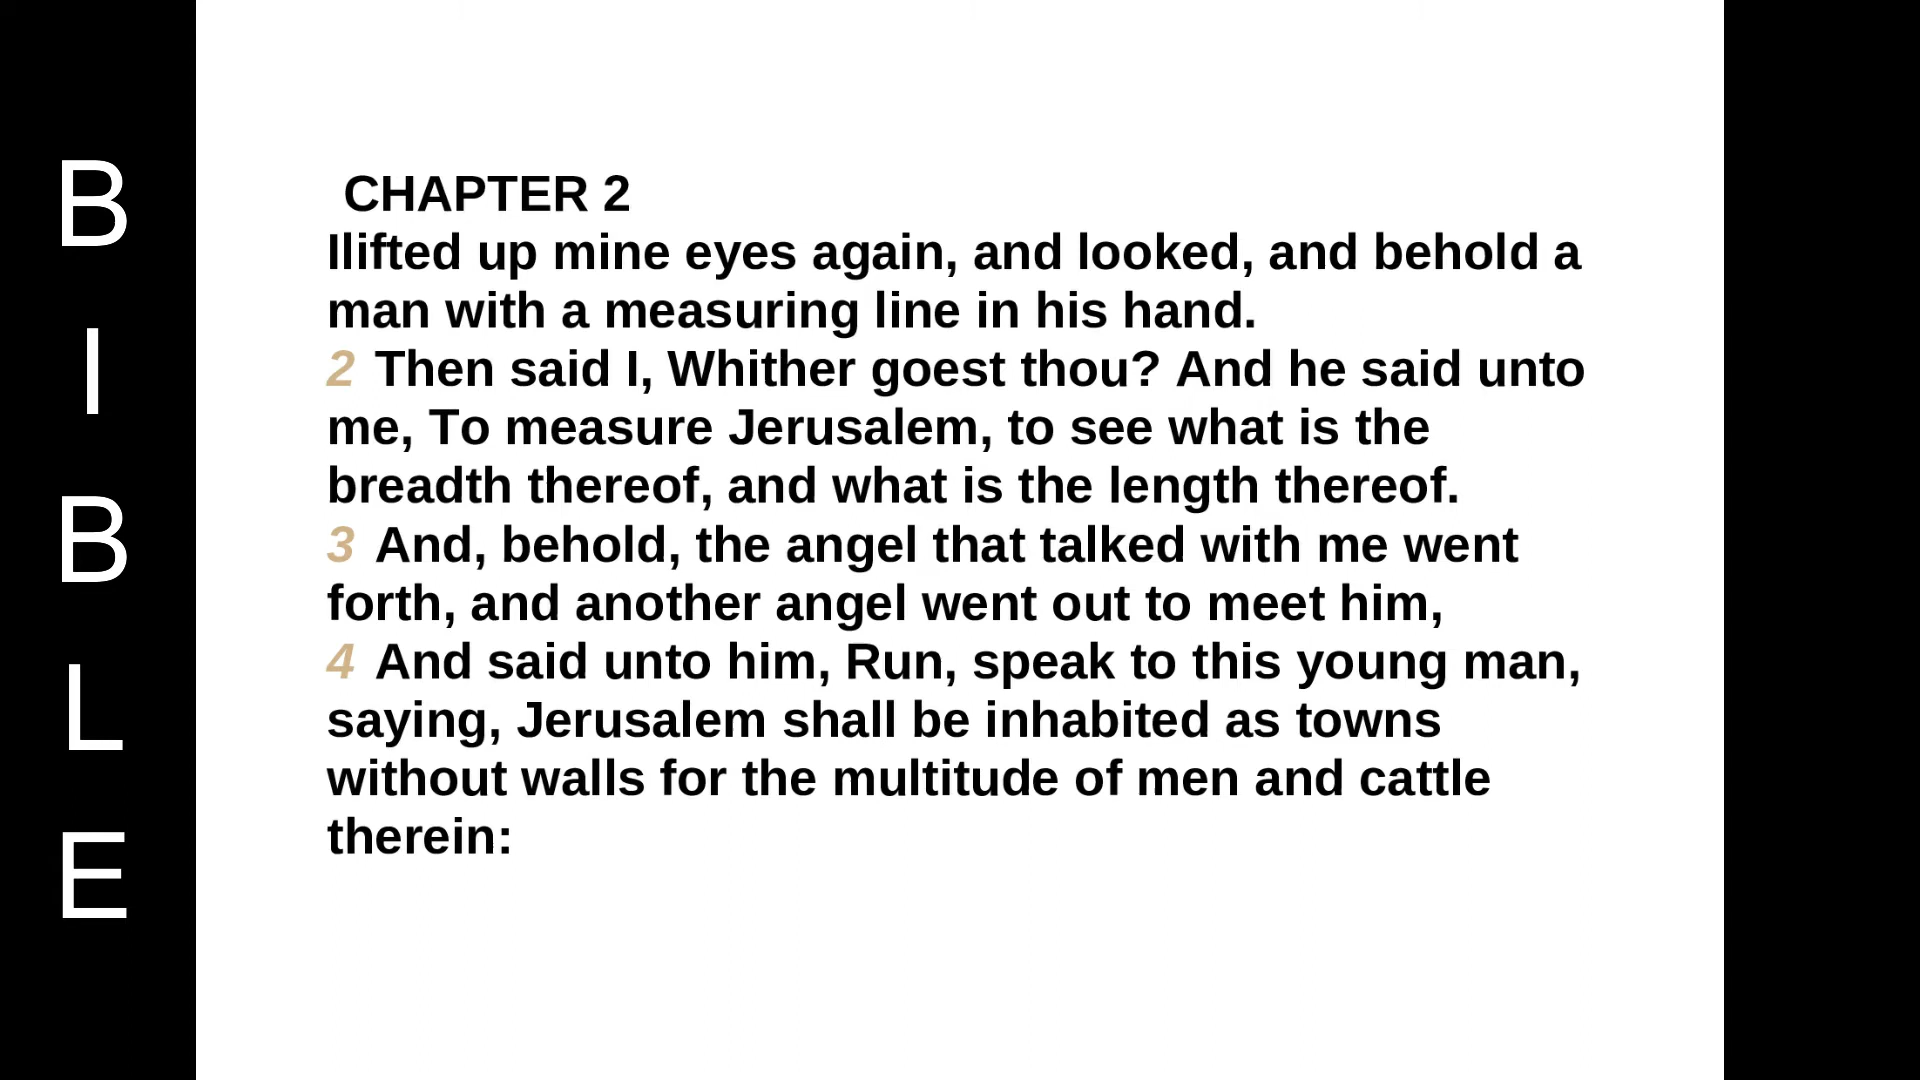 B
I
B
L
E
CHAPTER 2
Ilifted up mine eyes again, and looked, and behold a
man with a measuring line in his hand.
2 Then said I, Whither goest thou? And he said unto
me, To measure Jerusalem, to see what is the
breadth thereof, and what is the length thereof.
3 And, behold, the angel that talked with me went
forth, and another angel went out to meet him,
4 And said unto him, Run, speak to this young man,
saying, Jerusalem shall be inhabited as towns
without walls for the multitude of men and cattle
therein: